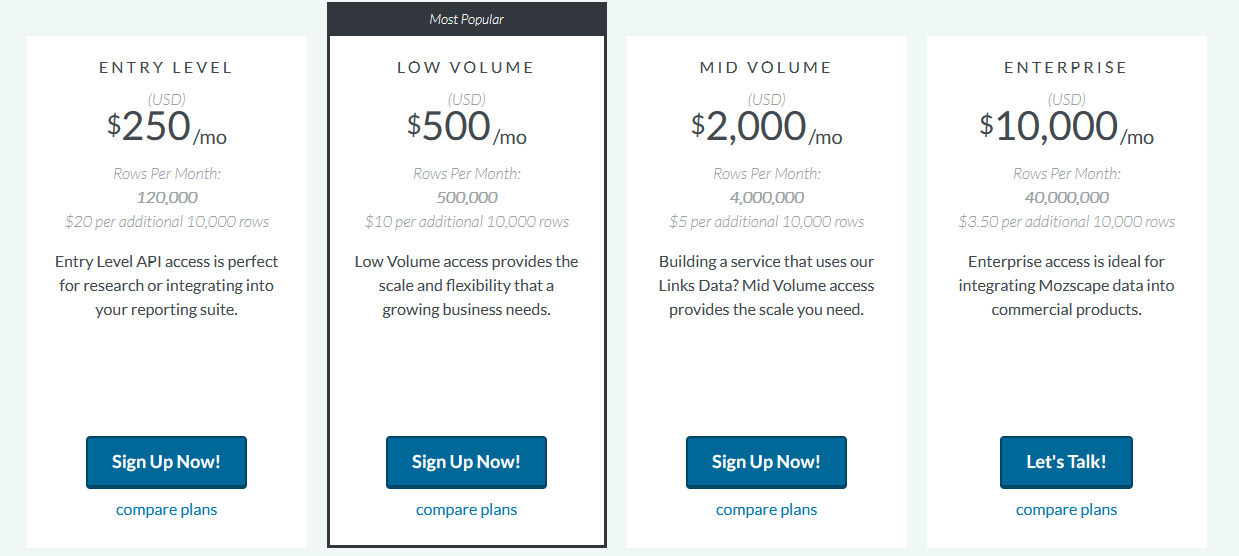 Most Popular
ENTRY LEVEL
(USD)
$250/mo
Rows Per Month:
120,000
$20 per additional 10,000 rows
Entry Level API access is perfect
for research or integrating into
your reporting suite.
Sign Up Now!
compare plans
LOW VOLUME
(USD)
$500/mo
Rows Per Month:
500,000
$10 per additional 10,000 rows
Low Volume access provides the
scale and flexibility that a
growing business needs.
Sign Up Now!
compare plans
MID VOLUME
(USD)
$2,000/mo
Rows Per Month:
4,000,000
$5 per additional 10,000 rows
Building a service that uses our
Links Data? Mid Volume access
provides the scale you need.
Sign Up Now!
compare plans
ENTERPRISE
(USD)
$10,000/mo
Rows Per Month:
40,000,000
$3.50 per additional 10,000 rows
Enterprise access is ideal for
integrating Mozscape data into
commercial products.
Let's Talk!
compare plans